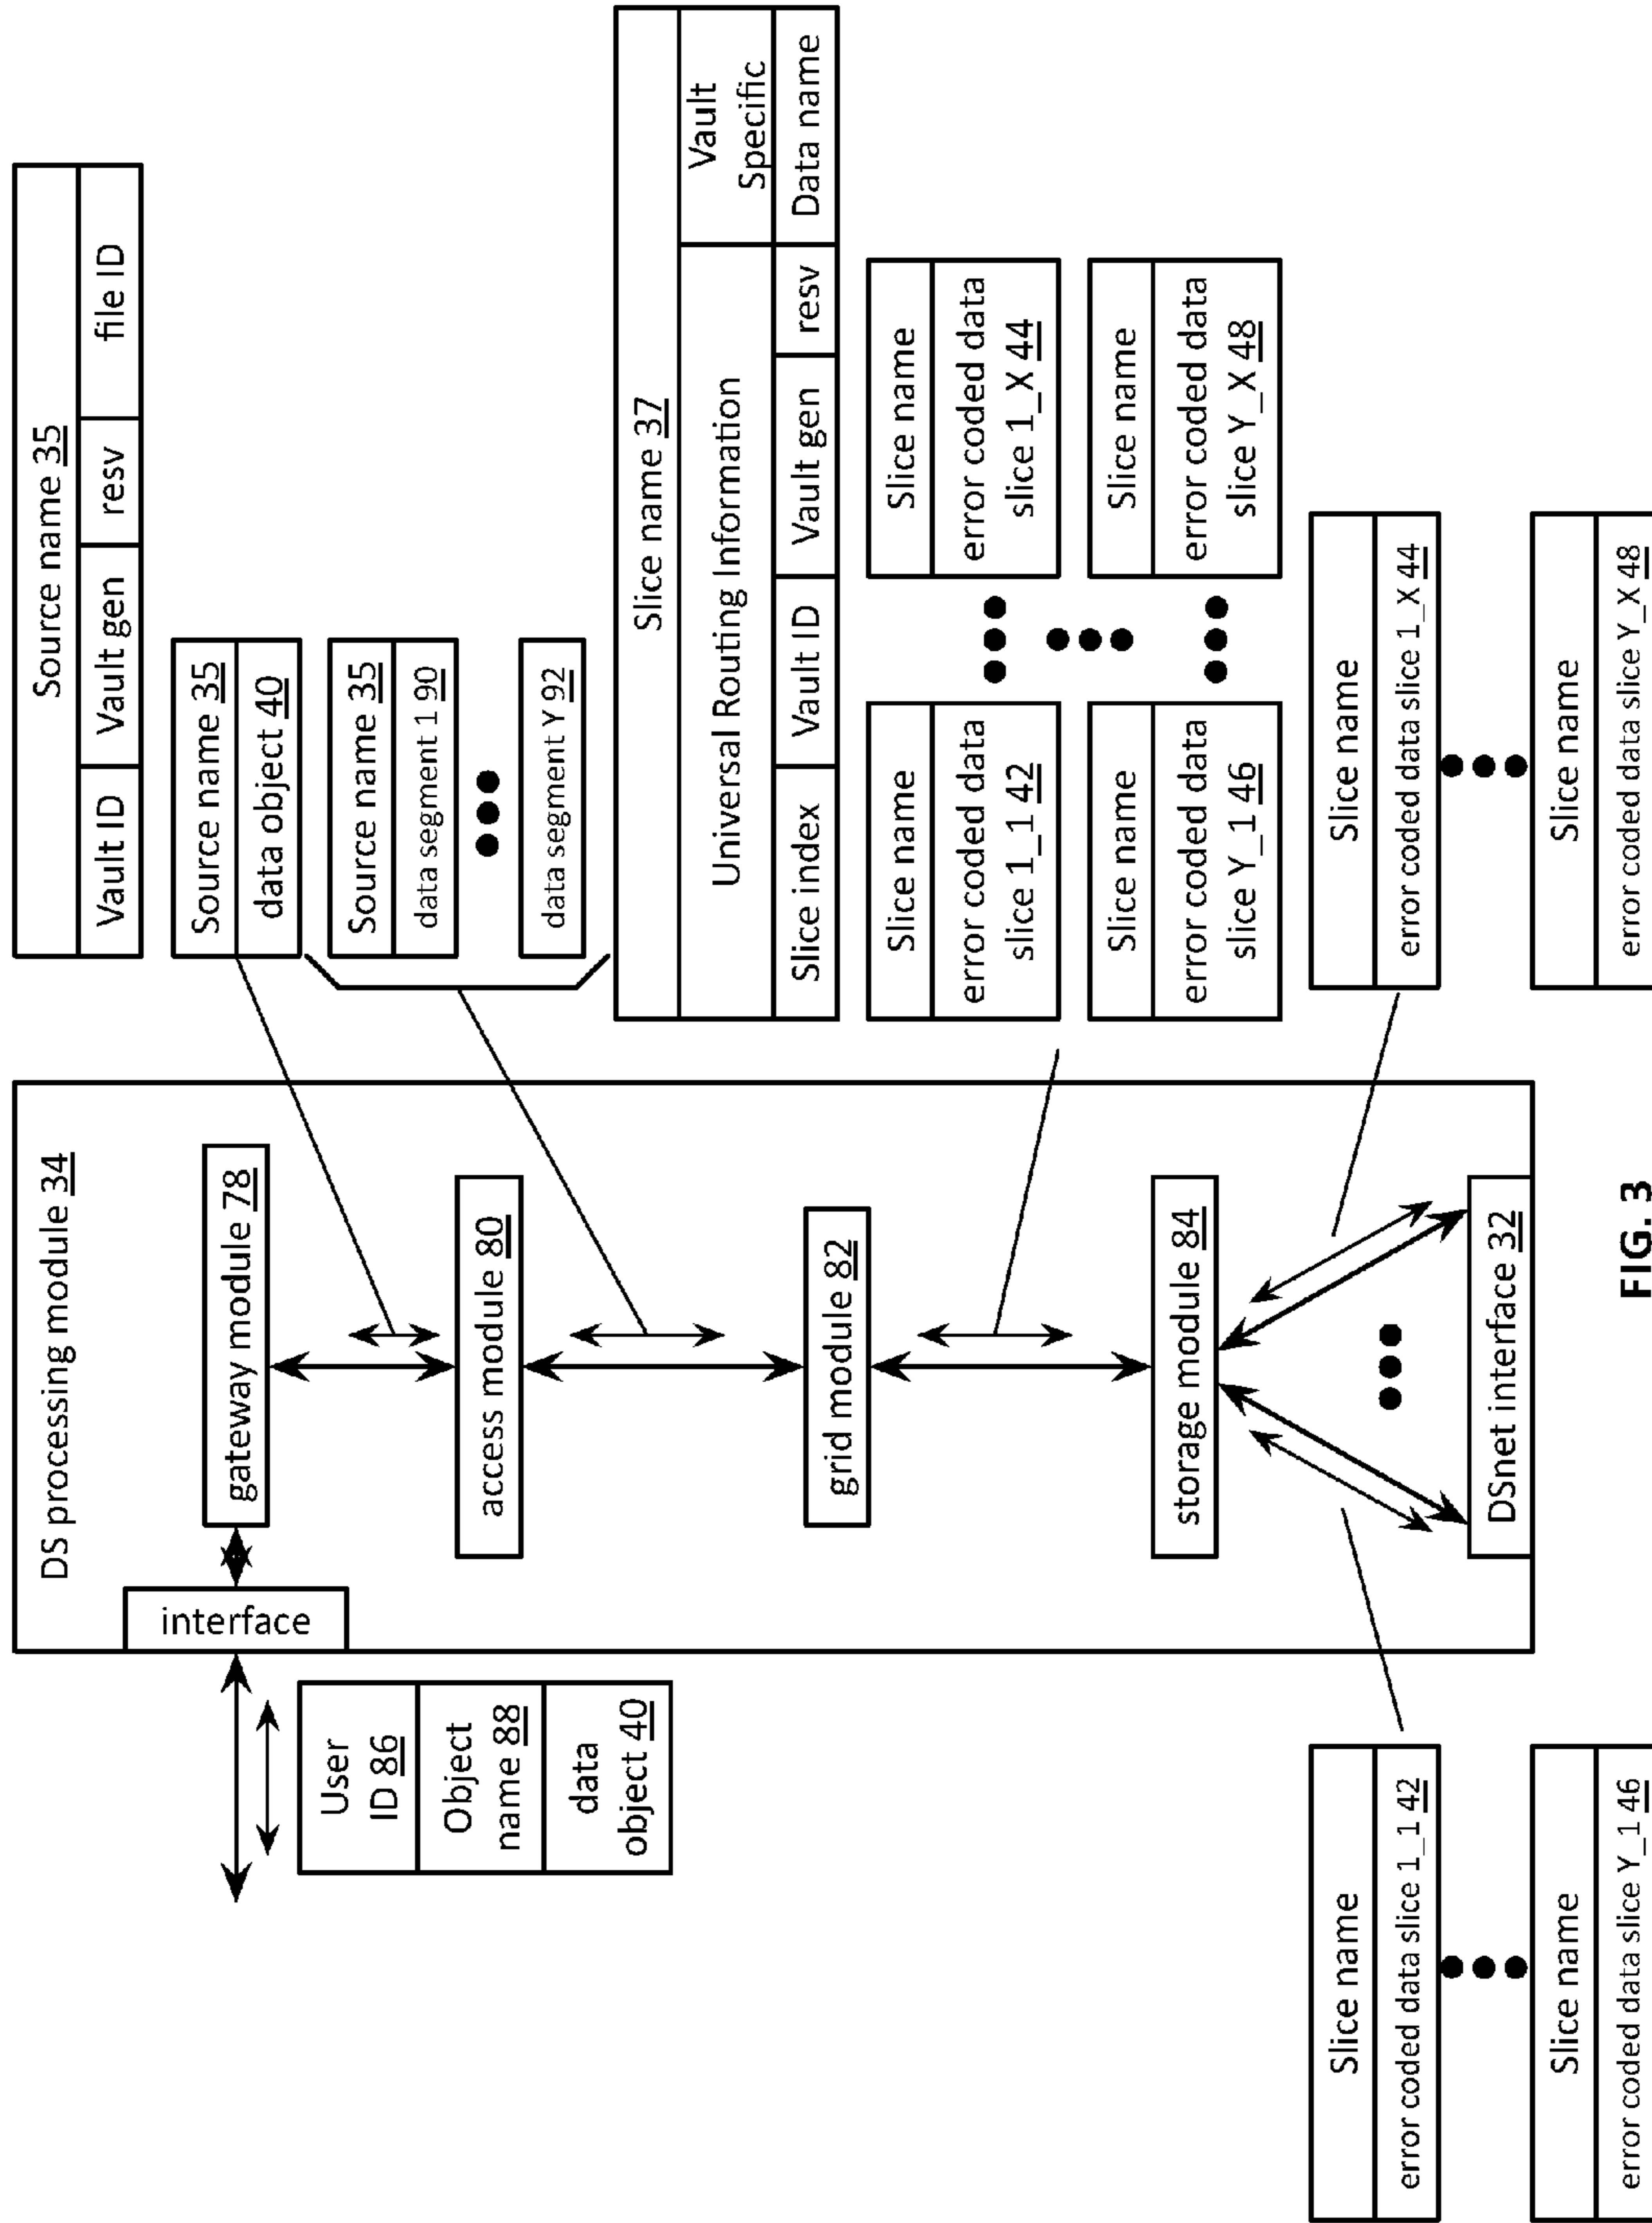 DS processing module 34
interface
gateway module 78
access module 80
grid module 82
storage module 84
DSnet interface 32
User
ID 86
Object
name 88
data
object 40
Source name 35
Vault ID
Vault gen
resv
file ID
Source name 35
data object 40
Source name 35
data segment 1 90
data segment Y 92
Slice name 37
Universal Routing Information
Vault
Specific
Slice index
Vault ID
Vault gen
resv
Data name
Slice name
error coded data
slice 1_1 42
Slice name
error coded data
slice 1_X 44
Slice name
error coded data
slice Y_1 46
Slice name
error coded data
slice Y_X 48
Slice name
error coded data slice 1_1 42
Slice name
error coded data slice Y_1 46
Slice name
error coded data slice 1_X 44
Slice name
error coded data slice Y_X 48
FIG. 3